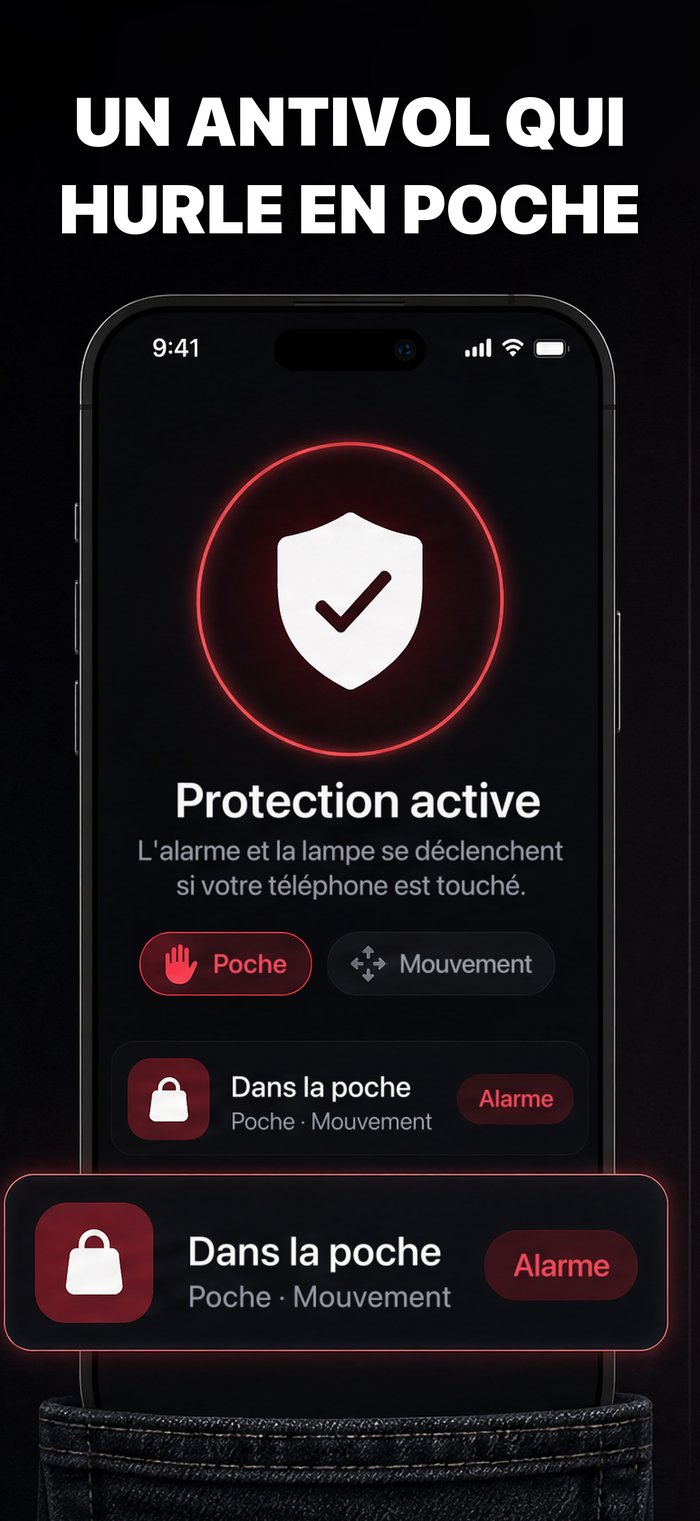 UN ANTIVOL QUI
HURLE EN POCHE
9:41
Protection active
L'alarme et la lampe se déclenchent
si votre téléphone est touché.
Poche
Mouvement
Dans la poche
Poche · Mouvement
Alarme
Dans la poche
Poche · Mouvement
Alarme